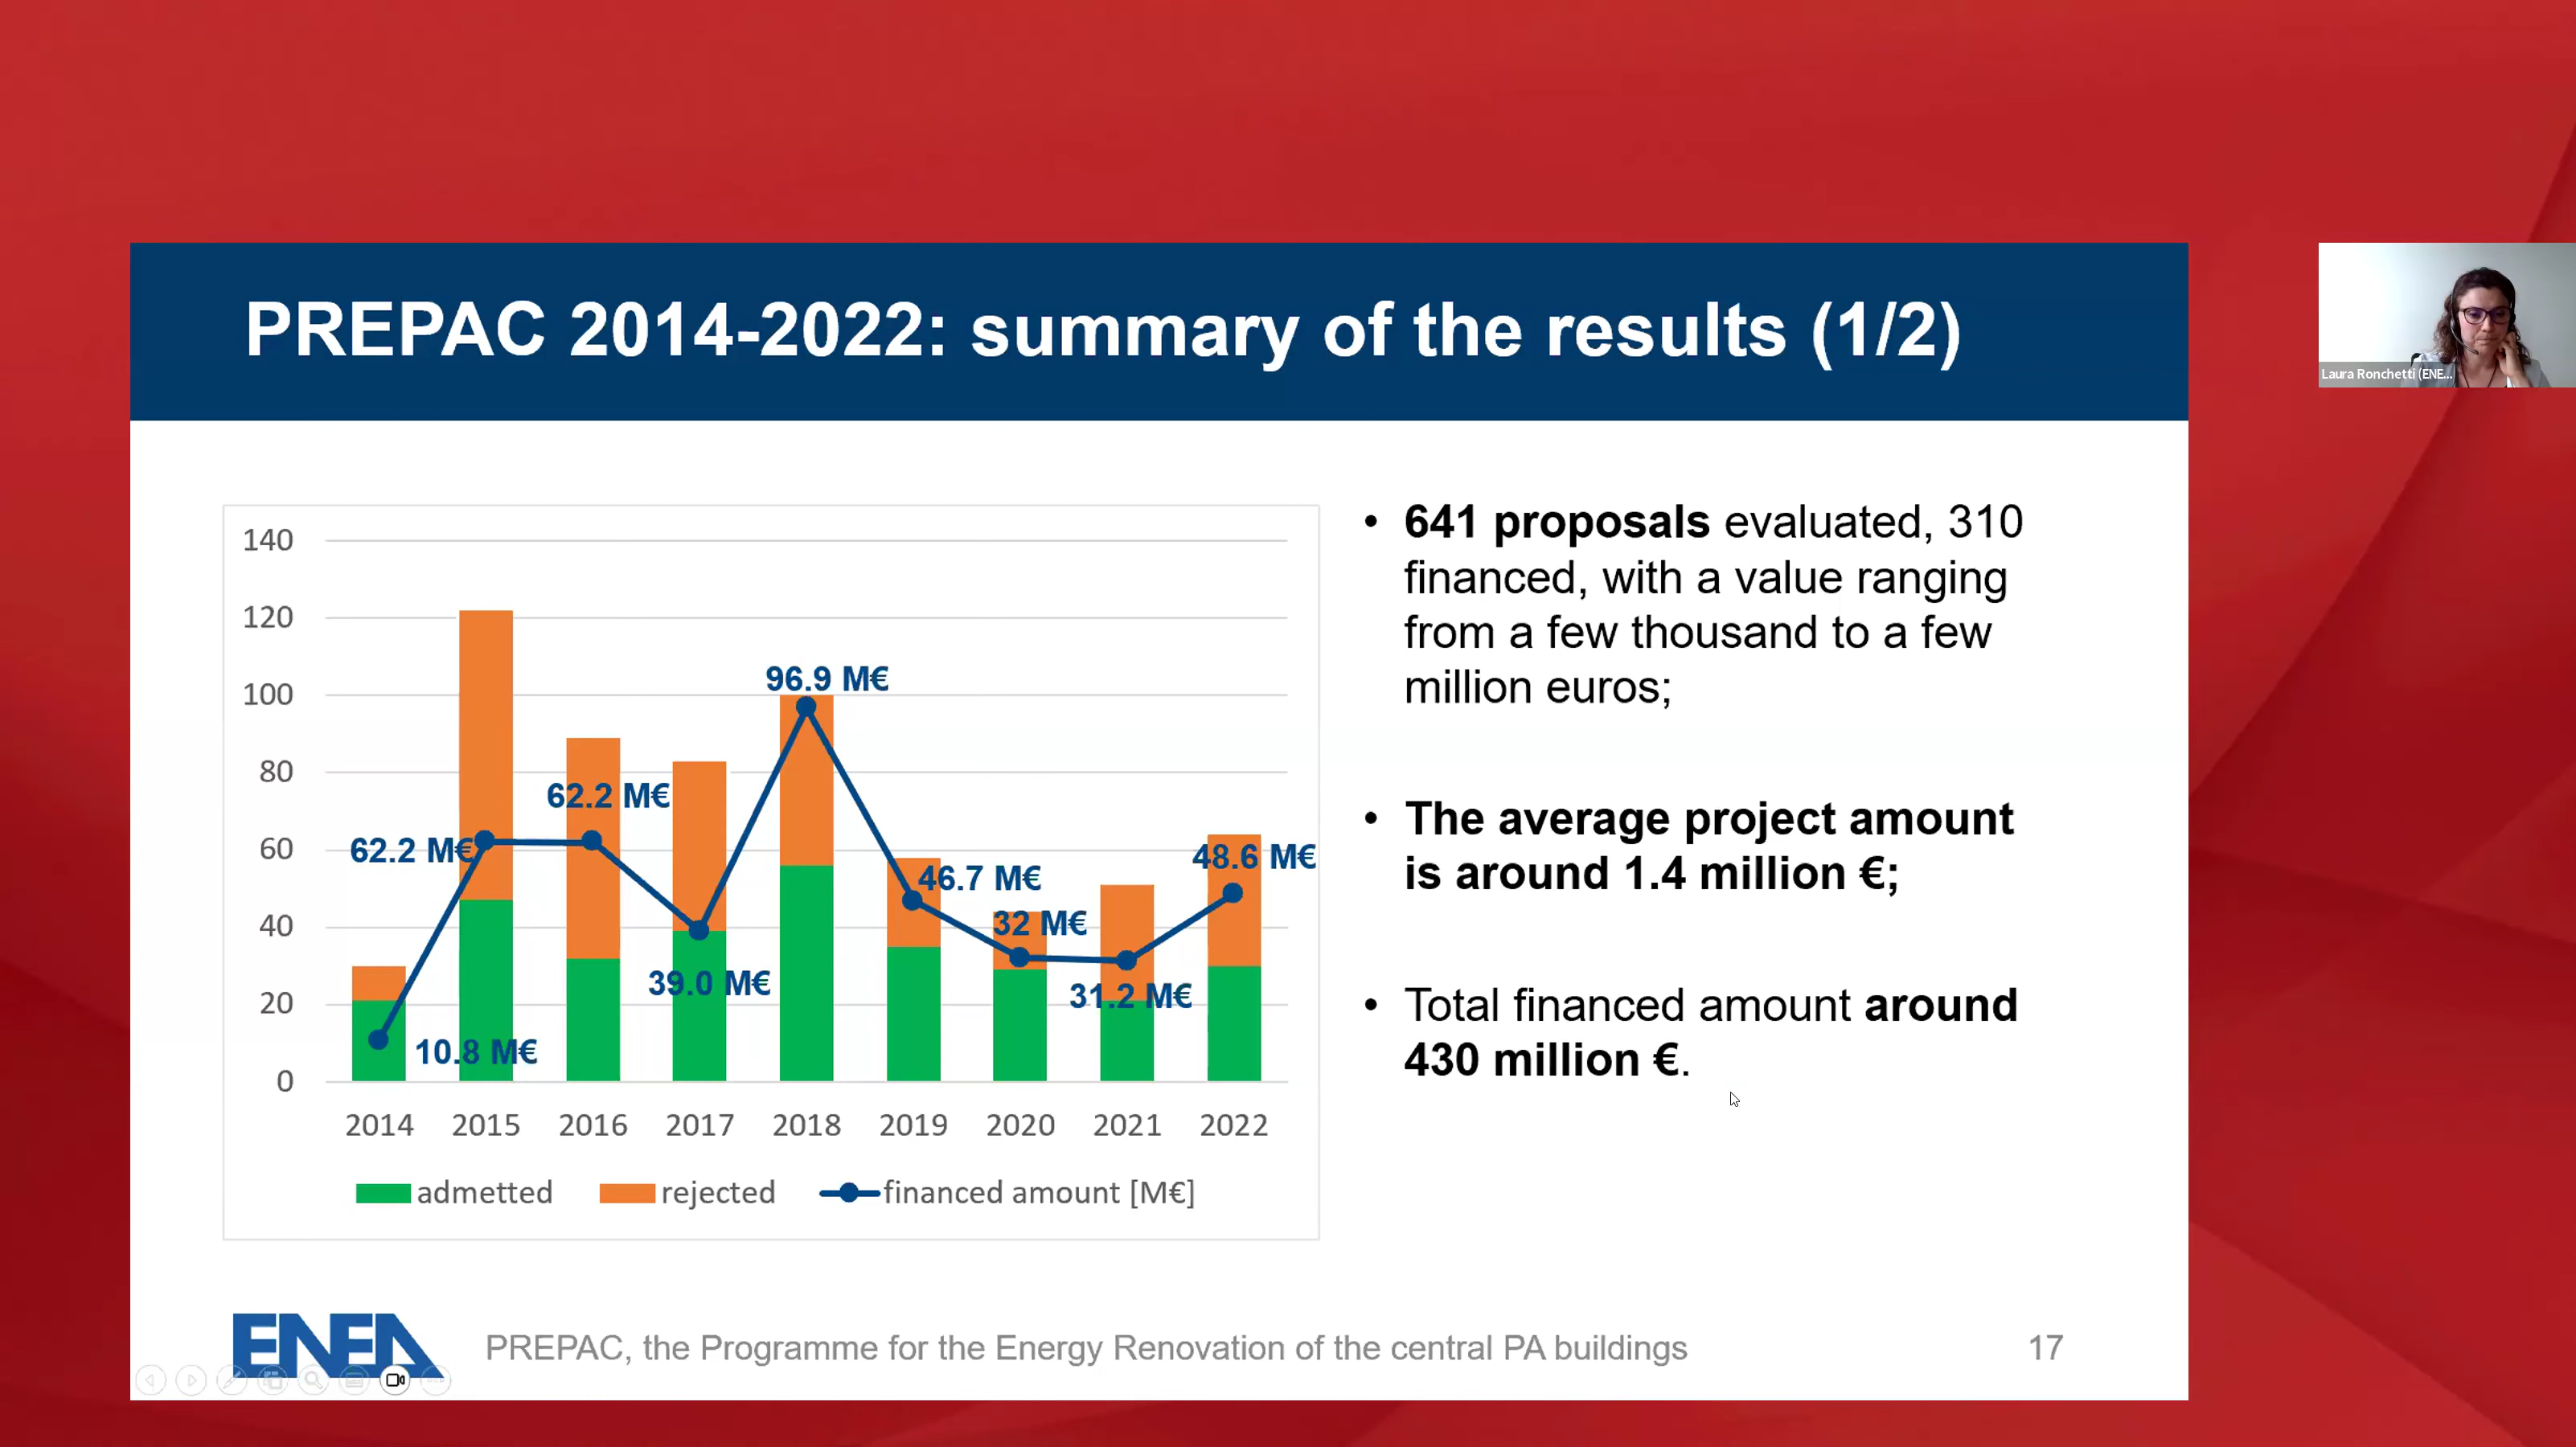 PREPAC 2014-2022: summary of the results (1/2)
Laura Ronchetti (ENE...
140
120
100
80
60
40
20
0
96.9 M€
62.2 M€
62.2 M€
48.6 M€
46.7 M€
32 M€
39.0 M€
31.2 M€
10.8 M€
2014 2015 2016 2017 2018 2019 2020 2021 2022
admetted rejected financed amount [M€]
• 641 proposals evaluated, 310
financed, with a value ranging
from a few thousand to a few
million euros;
• The average project amount
is around 1.4 million €;
• Total financed amount around
430 million €.
ENEA
PREPAC, the Programme for the Energy Renovation of the central PA buildings
17